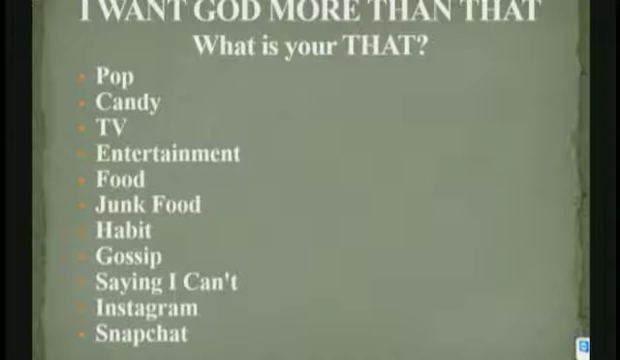 I WANT GOD MORE THAN THAT
What is your THAT?
• Pop
• Candy
• TV
• Entertainment
• Food
• Junk Food
• Habit
• Gossip
• Saying I Can't
• Instagram
• Snapchat